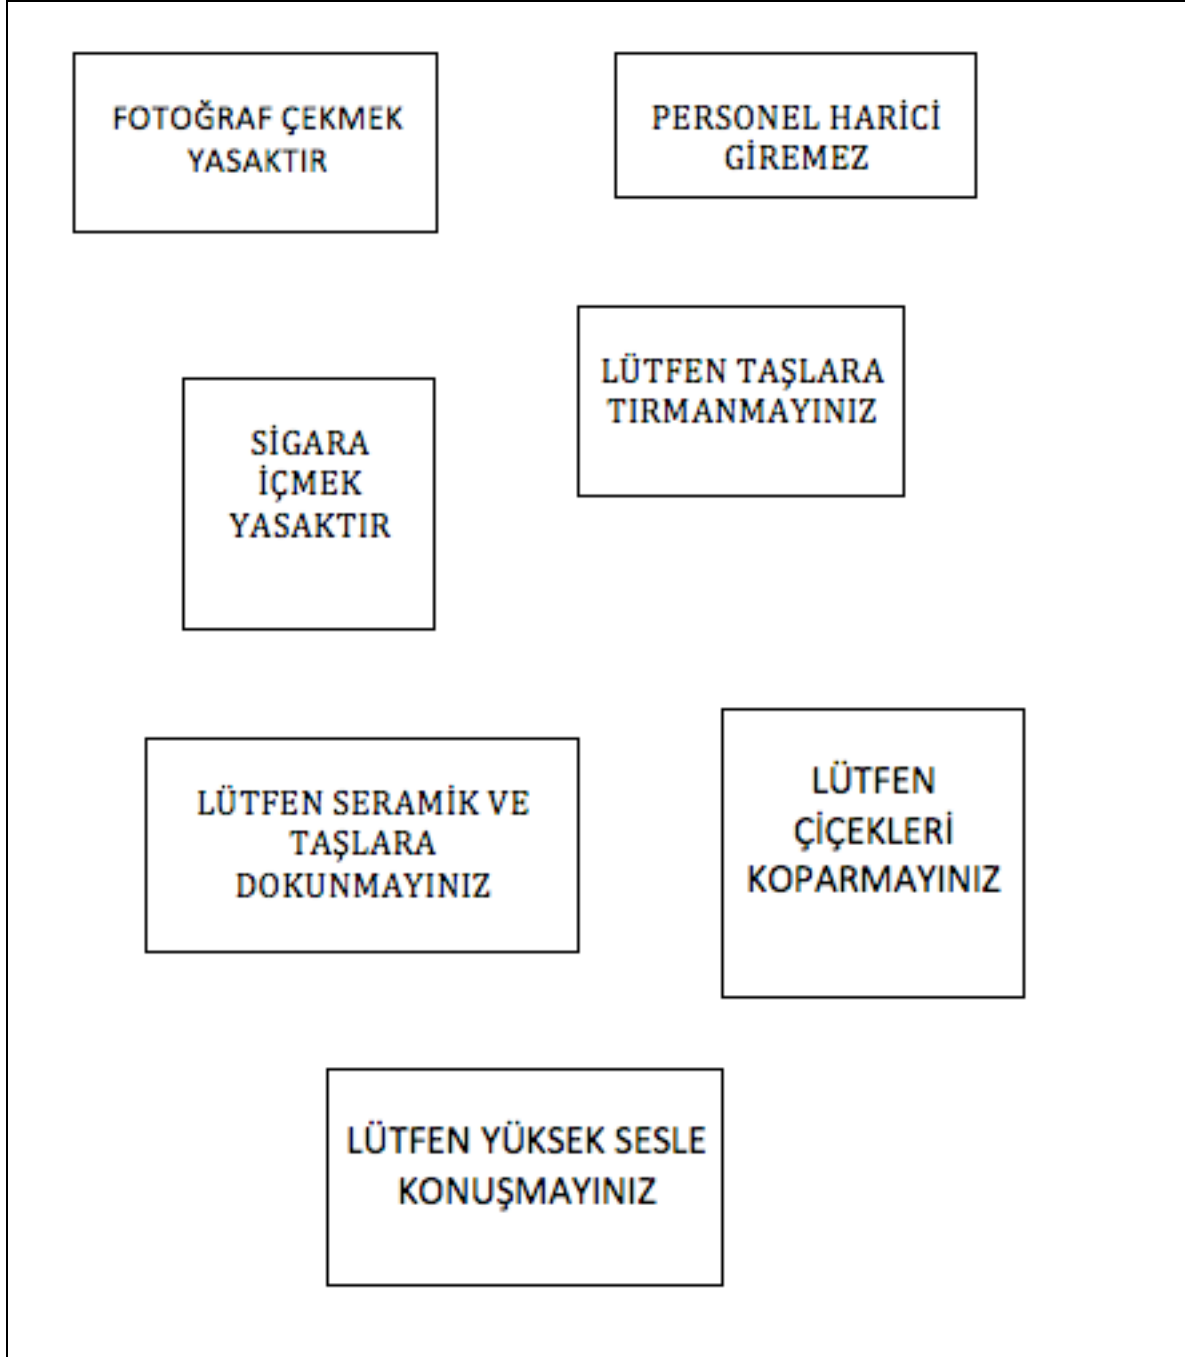 FOTOĞRAF ÇEKMEK
YASAKTIR
PERSONEL HARİCİ
GİREMEZ
LÜTFEN TAŞLARA
TIRMANMAYINIZ
SİGARA
İÇMEK
YASAKTIR
LÜTFEN SERAMİK VE
TAŞLARA
DOKUNMAYINIZ
LÜTFEN
ÇİÇEKLERİ
KOPARMAYINIZ
LÜTFEN YÜKSEK SESLE
KONUŞMAYINIZ